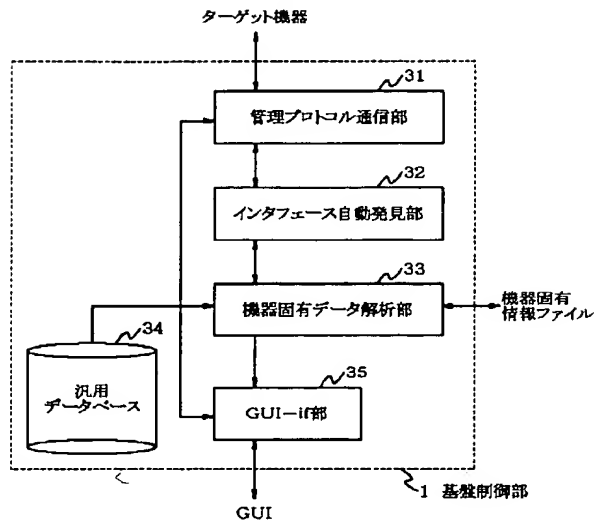 ターゲット機器
31
管理プロトコル通信部
32
インタフェース自動発見部
33
機器固有データ解析部
機器固有
情報ファイル
34
汎用
データベース
35
GUI-if部
1 基盤制御部
GUI